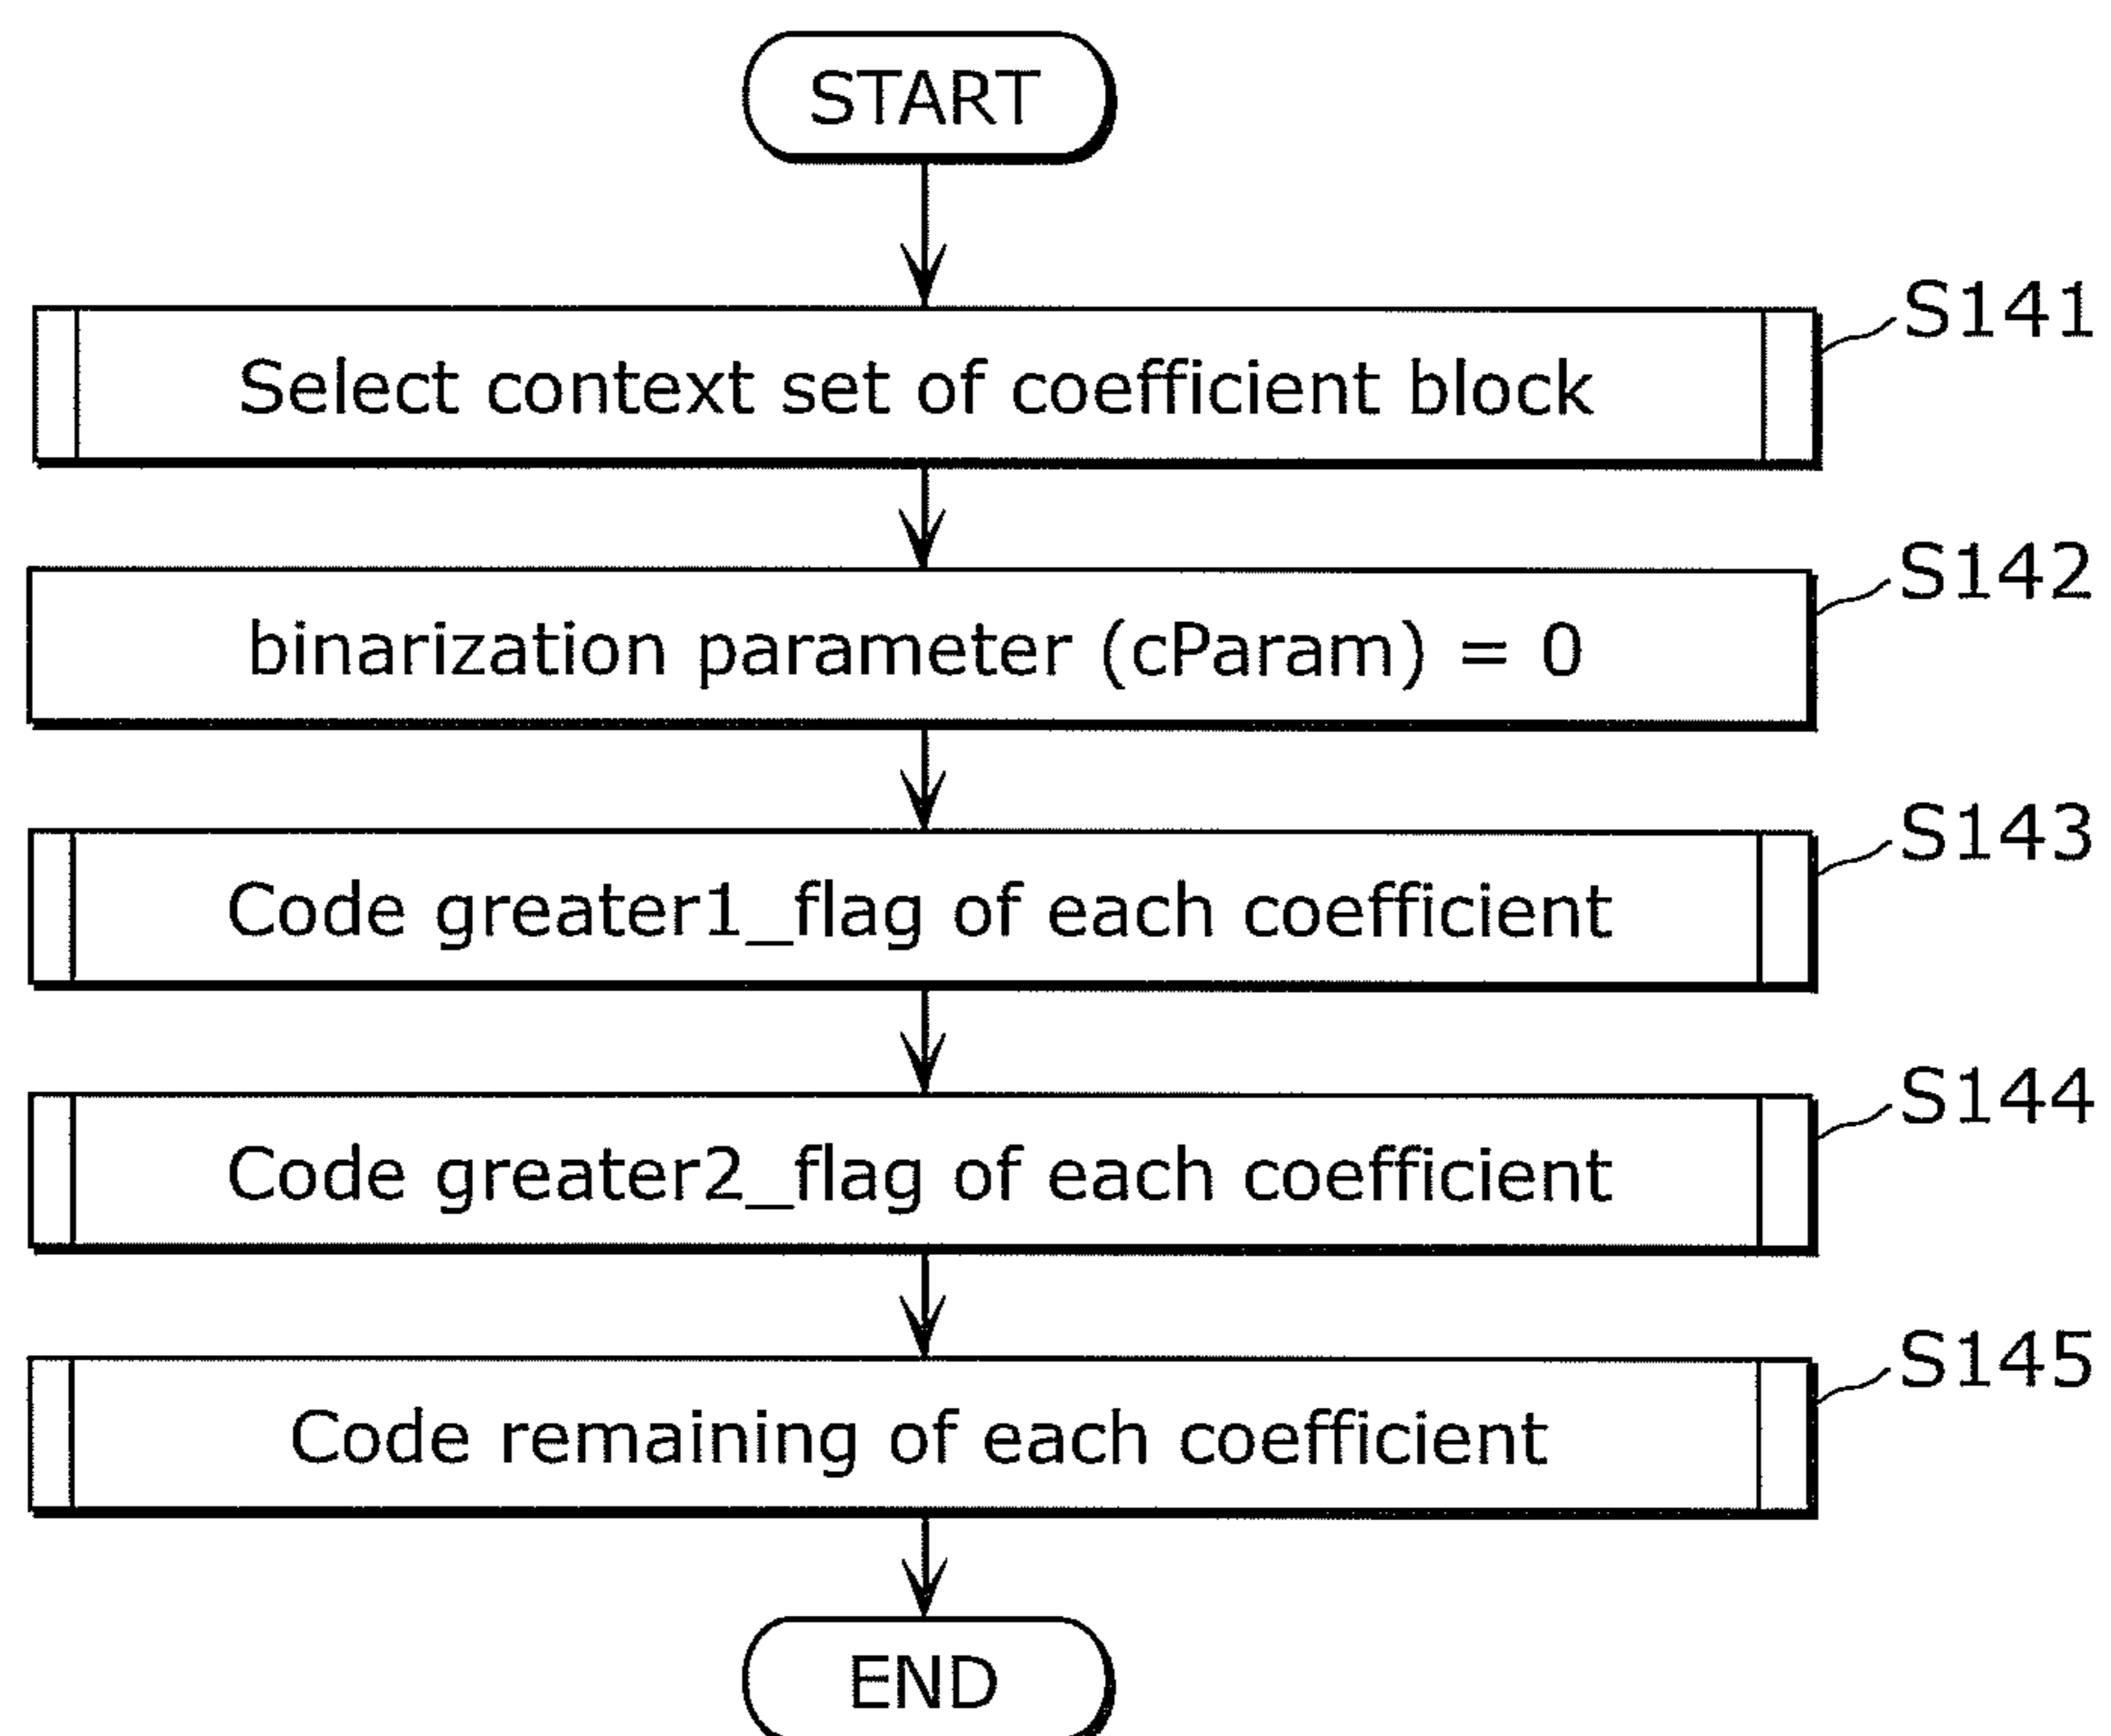 START
Select context set of coefficient block
S141
binarization parameter (cParam) = 0
S142
Code greater1_flag of each coefficient
S143
Code greater2_flag of each coefficient
S144
Code remaining of each coefficient
S145
END